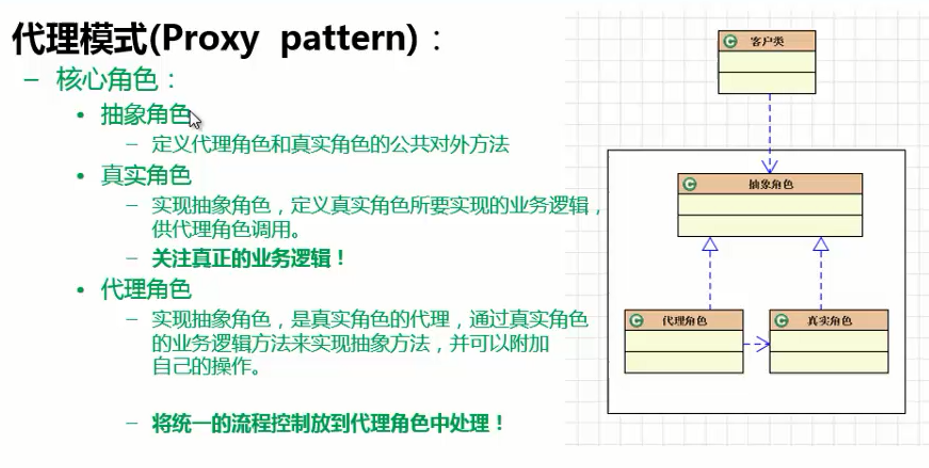 代理模式(Proxy pattern)：
– 核心角色：
• 抽象角色
– 定义代理角色和真实角色的公共对外方法
• 真实角色
– 实现抽象角色，定义真实角色所要实现的业务逻辑，
供代理角色调用。
– 关注真正的业务逻辑！
• 代理角色
– 实现抽象角色，是真实角色的代理，通过真实角色
的业务逻辑方法来实现抽象方法，并可以附加
自己的操作。
– 将统一的流程控制放到代理角色中处理！
C 客户类
C 抽象角色
C 代理角色
C 真实角色